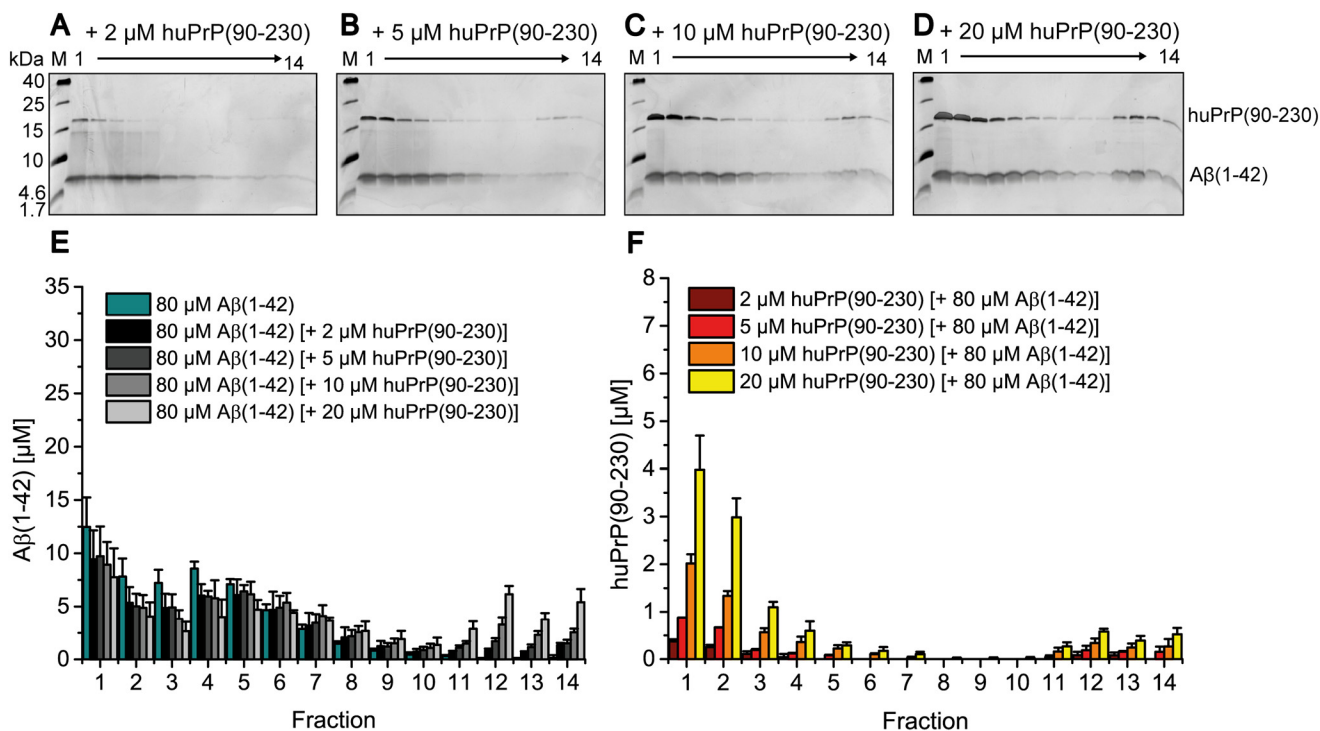 A + 2 µM huPrP(90-230)
B + 5 µM huPrP(90-230)
C + 10 µM huPrP(90-230)
D + 20 µM huPrP(90-230)
kDa M 1 14
M 1 14
M 1 14
M 1 14
40
25
15
10
4.6
1.7
huPrP(90-230)
Aβ(1-42)
E
35
30
25
20
15
10
5
0
Aβ(1-42) [µM]
80 µM Aβ(1-42)
80 µM Aβ(1-42) [+ 2 µM huPrP(90-230)]
80 µM Aβ(1-42) [+ 5 µM huPrP(90-230)]
80 µM Aβ(1-42) [+ 10 µM huPrP(90-230)]
80 µM Aβ(1-42) [+ 20 µM huPrP(90-230)]
1 2 3 4 5 6 7 8 9 10 11 12 13 14
Fraction
F
8
7
6
5
4
3
2
1
0
huPrP(90-230) [µM]
2 µM huPrP(90-230) [+ 80 µM Aβ(1-42)]
5 µM huPrP(90-230) [+ 80 µM Aβ(1-42)]
10 µM huPrP(90-230) [+ 80 µM Aβ(1-42)]
20 µM huPrP(90-230) [+ 80 µM Aβ(1-42)]
1 2 3 4 5 6 7 8 9 10 11 12 13 14
Fraction